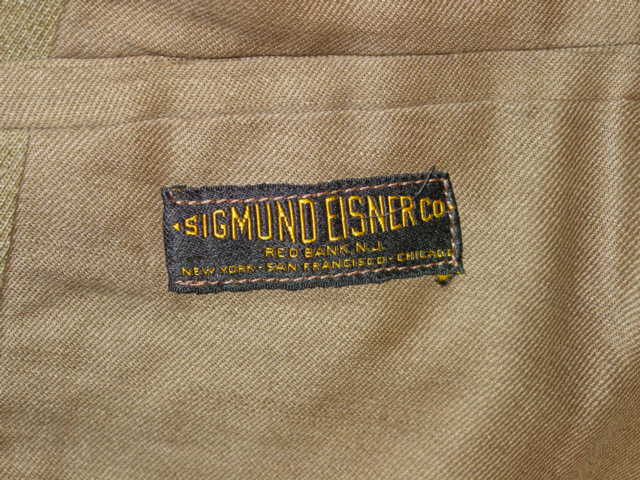 SIGMUND EISNER CO
RED BANK, N.J.
NEW YORK - SAN FRANCISCO - CHICAGO